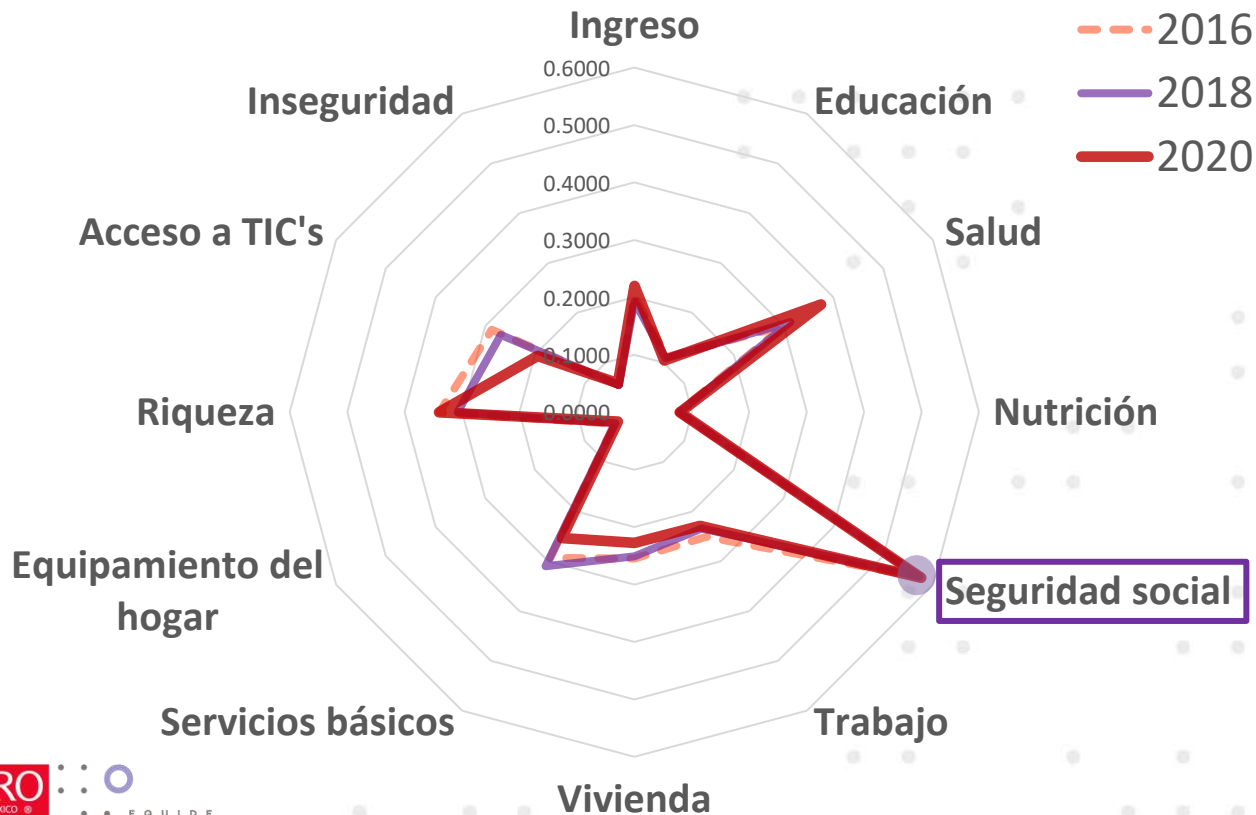 Ingreso
2016
2018
2020
0.6000
Inseguridad
Educación
0.5000
0.4000
Acceso a TIC's
Salud
0.3000
0.2000
0.1000
Riqueza
0.0000
Nutrición
Equipamiento del
hogar
Seguridad social
Servicios básicos
Trabajo
Vivienda
RO